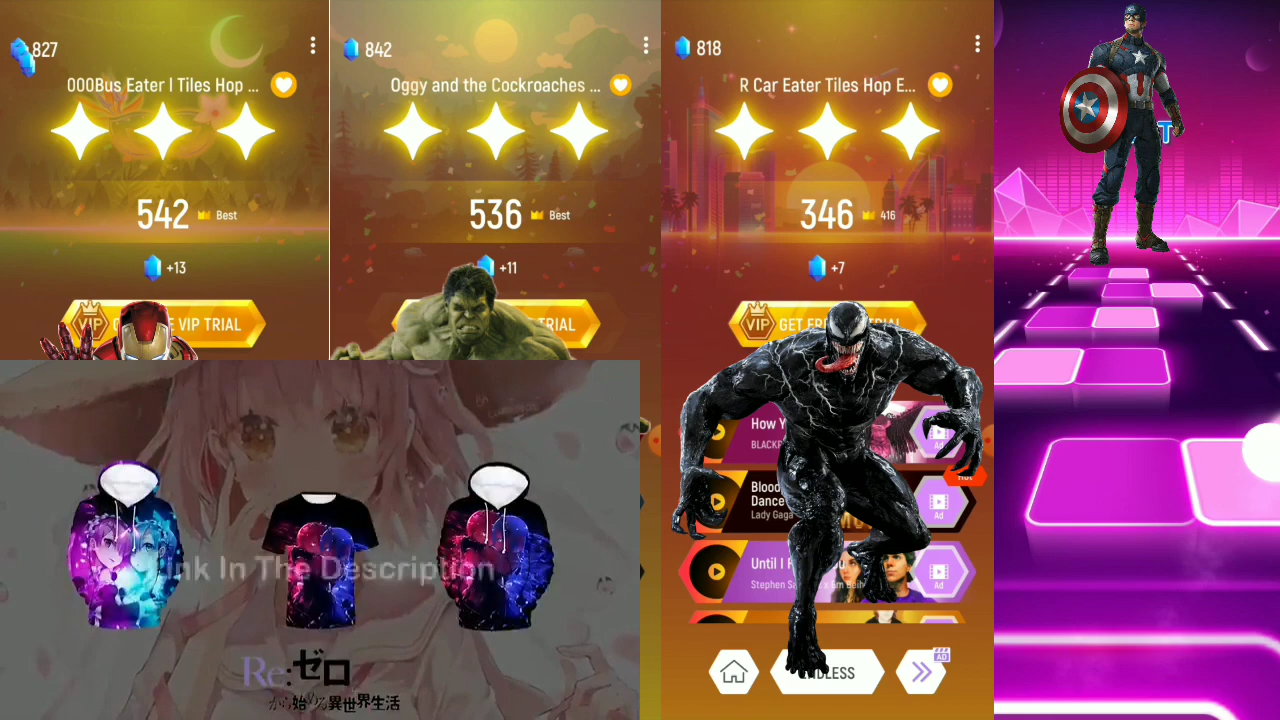 827
000Bus Eater I Tiles Hop ...
542 Best
+13
VIP TRIAL
842
Oggy and the Cockroaches ...
536 Best
+11
TRIAL
818
R Car Eater Tiles Hop E...
346 416
+7
VIP GET
How
Ad
Dance
Lady Gaga
Ad
Until I
Ad
AD
T
Link In The Description
Re:ゼロ
から始める異世界生活